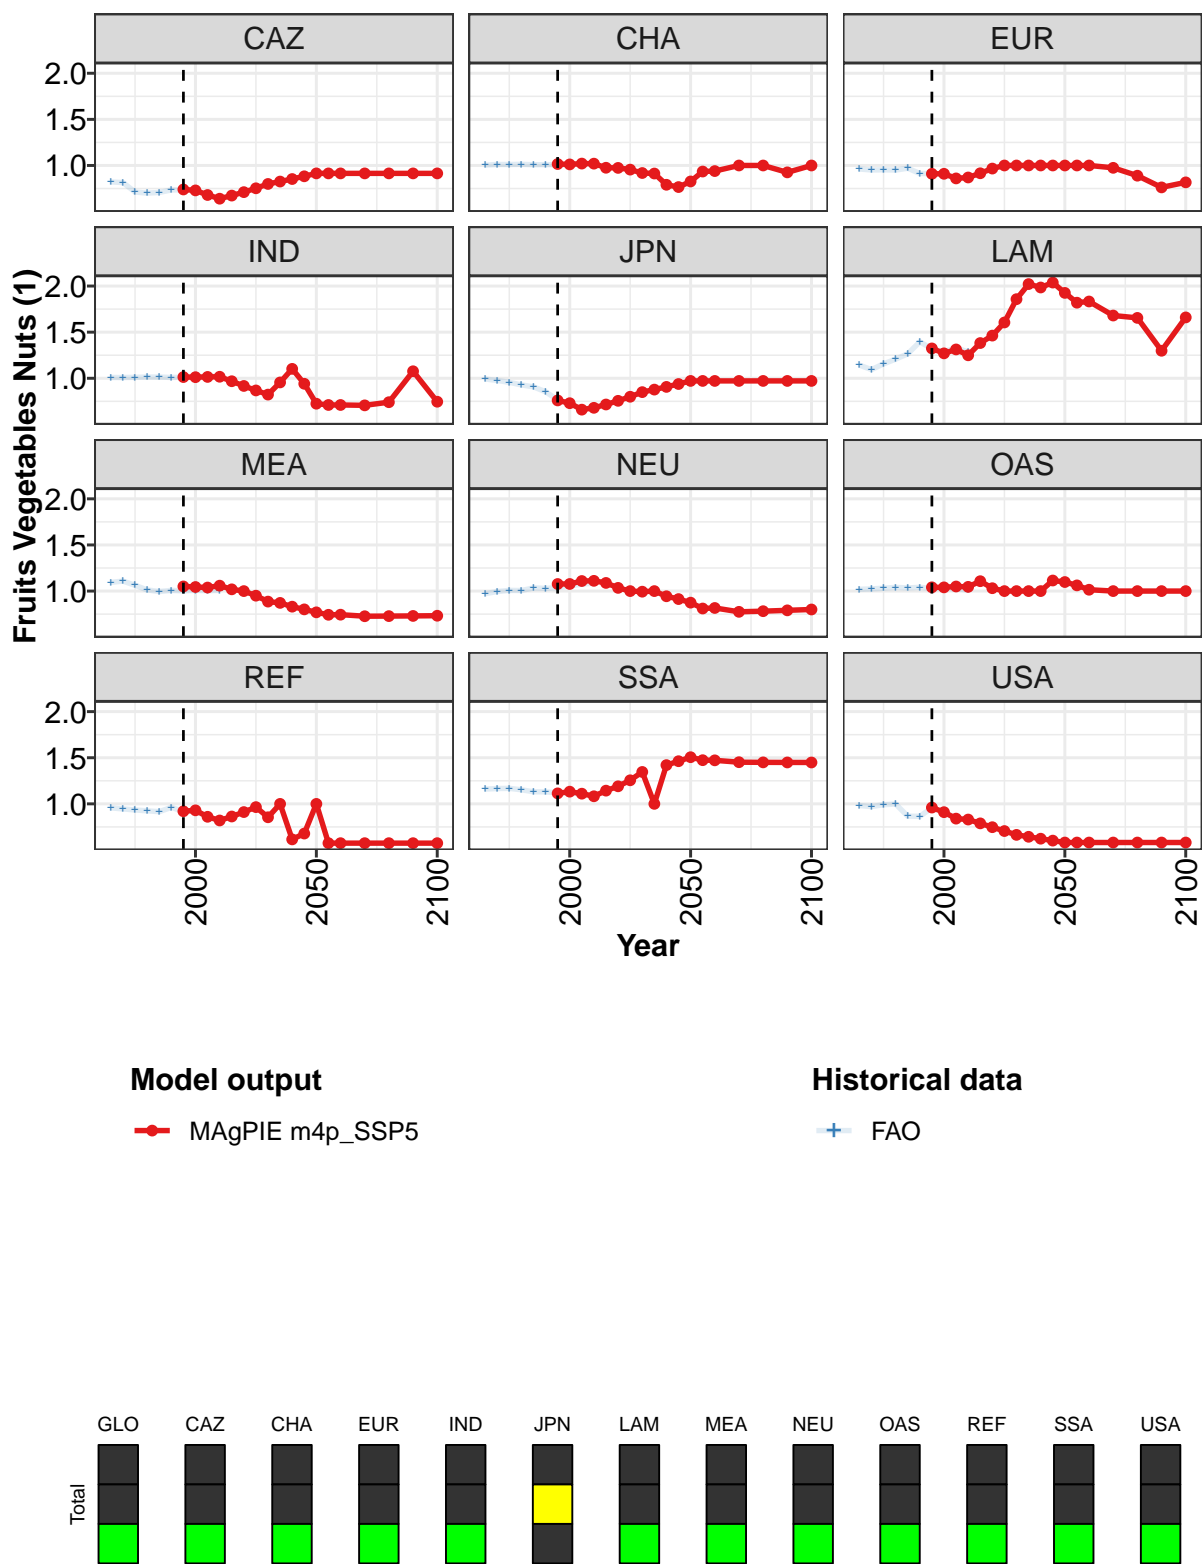 CAZ CHA EUR
2.0
1.5
1.0
IND JPN LAM
2.0
1.5
1.0
MEA NEU OAS
2.0
1.5
1.0
REF SSA USA
2.0
1.5
1.0
Fruits Vegetables Nuts (1)
2000 2050 2100 2000 2050 2100 2000 2050 2100
Year
Model output Historical data
MAgPIE m4p_SSP5 FAO
GLO CAZ CHA EUR IND JPN LAM MEA NEU OAS REF SSA USA
Total